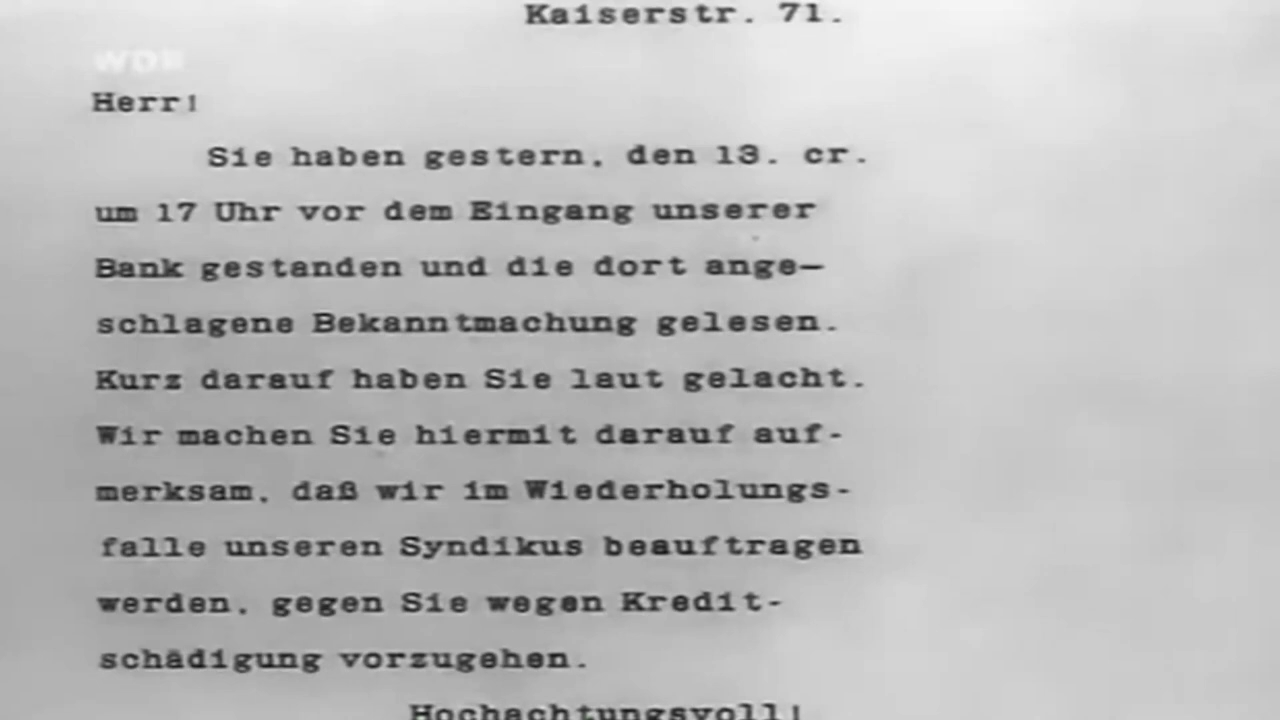 Kaiserstr. 71.
WDR
Herr!
Sie haben gestern, den 13. cr.
um 17 Uhr vor dem Eingang unserer
Bank gestanden und die dort ange-
schlagene Bekanntmachung gelesen.
Kurz darauf haben Sie laut gelacht.
Wir machen Sie hiermit darauf auf-
merksam, daß wir im Wiederholungs-
falle unseren Syndikus beauftragen
werden, gegen Sie wegen Kredit-
schädigung vorzugehen.
Hochachtungsvoll!